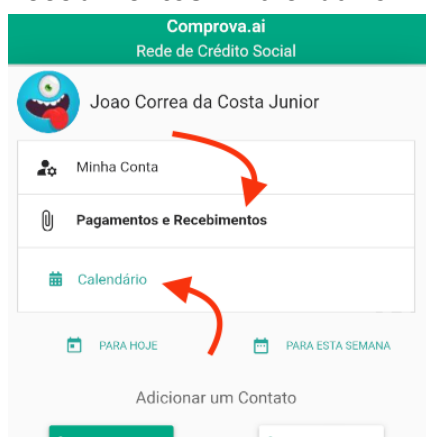 Comprova.ai
Rede de Crédito Social
Joao Correa da Costa Junior
Minha Conta
Pagamentos e Recebimentos
Calendário
PARA HOJE PARA ESTA SEMANA
Adicionar um Contato